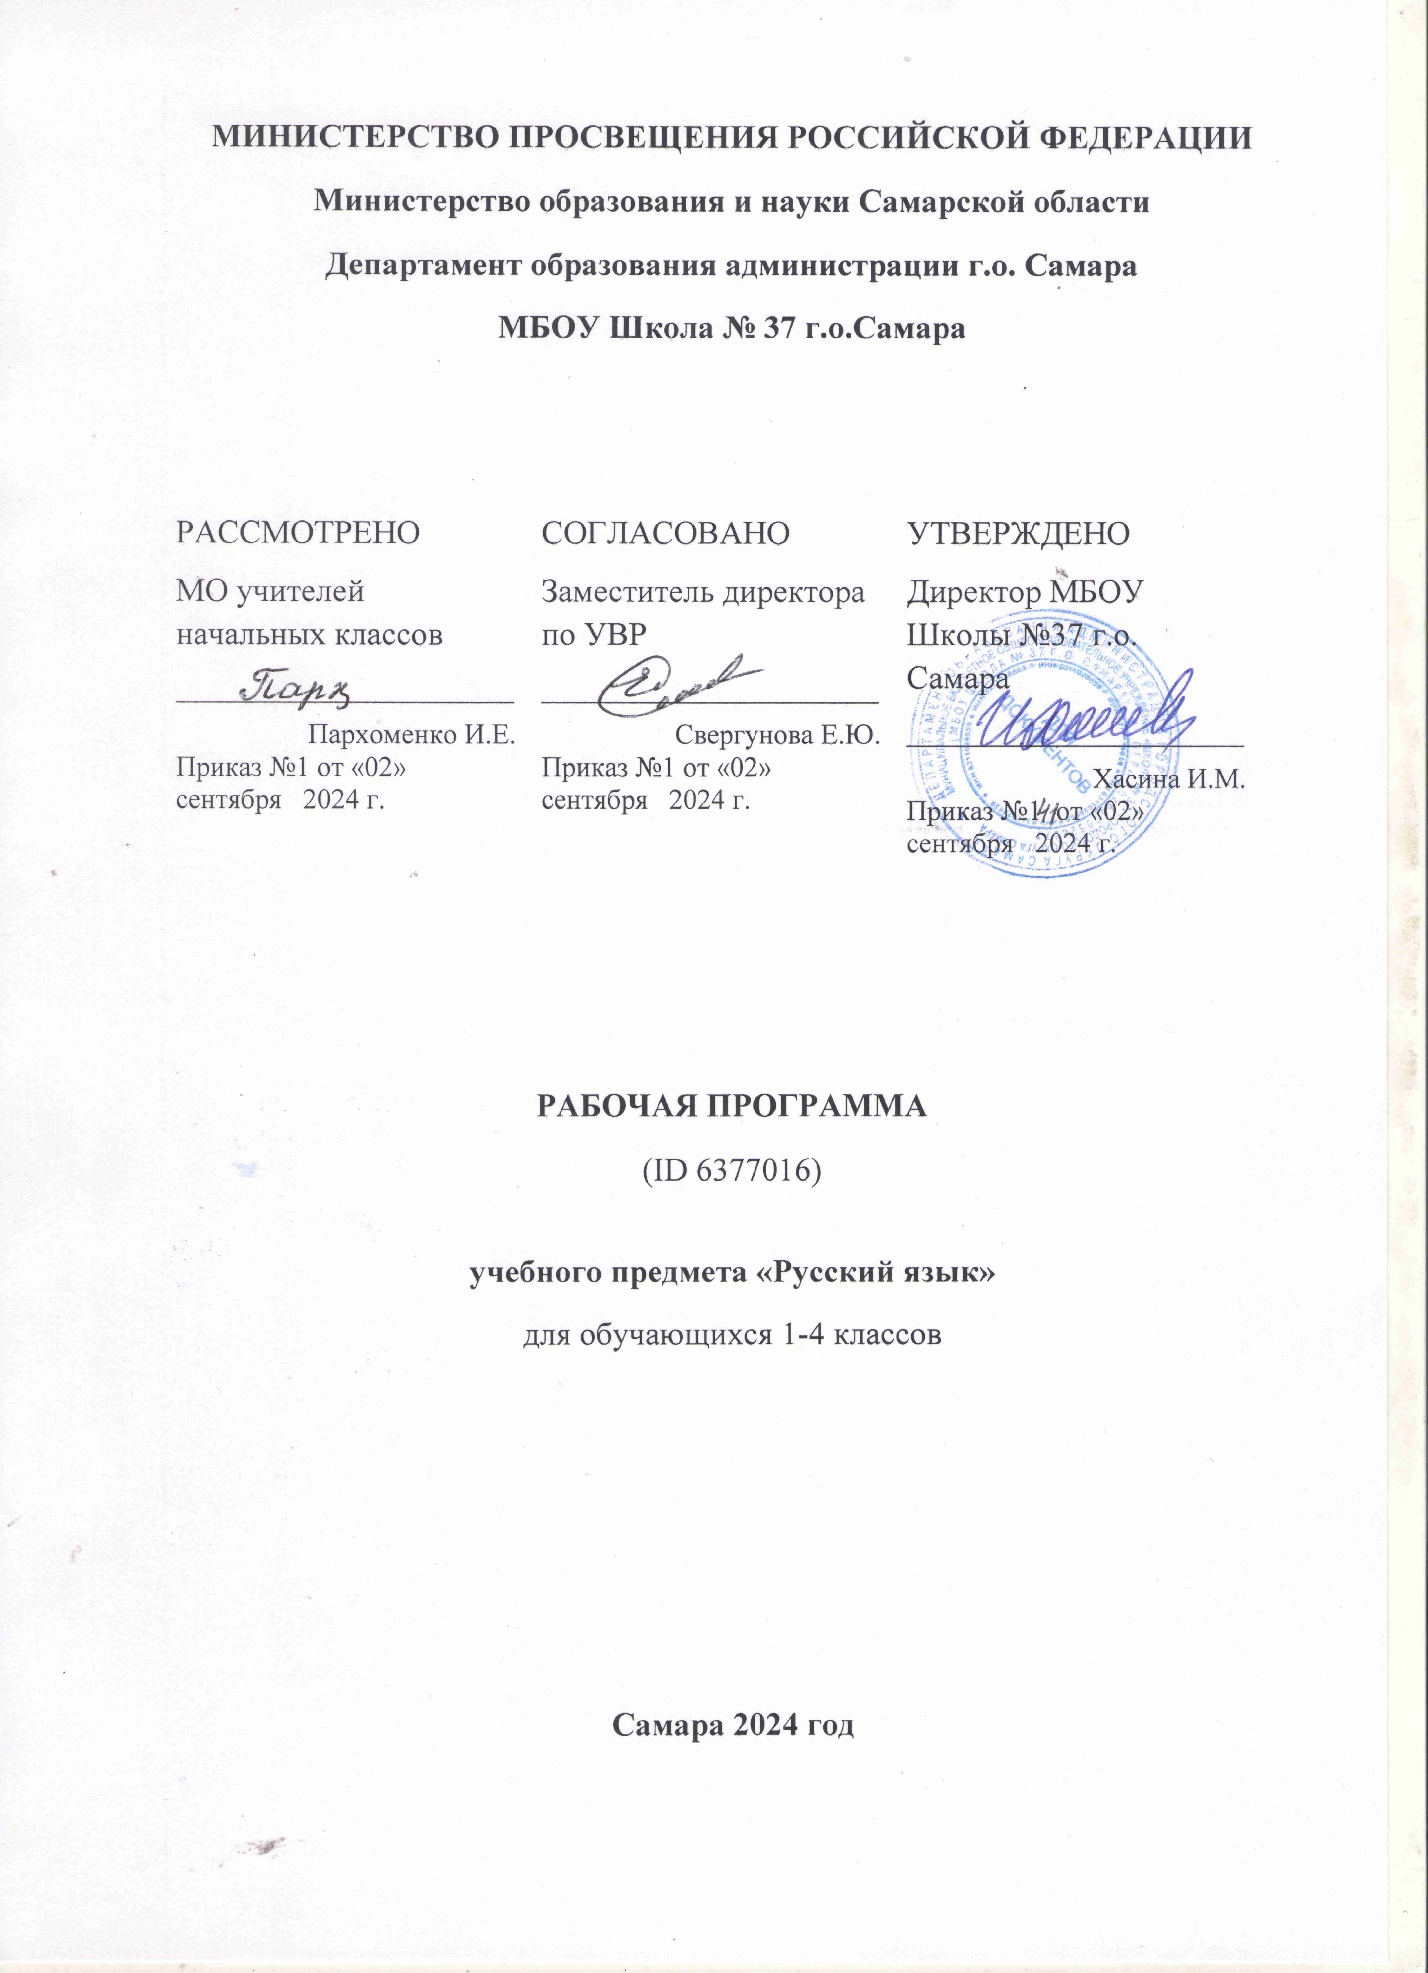 МИНИСТЕРСТВО ПРОСВЕЩЕНИЯ РОССИЙСКОЙ ФЕДЕРАЦИИ
Министерство образования и науки Самарской области
Департамент образования администрации г.о. Самара
МБОУ Школа № 37 г.о.Самара
РАССМОТРЕНО
МО учителей
начальных классов
Парх
Пархоменко И.Е.
Приказ №1 от «02»
сентября 2024 г.
СОГЛАСОВАНО
Заместитель директора
по УВР
Свергунова Е.Ю.
Приказ №1 от «02»
сентября 2024 г.
УТВЕРЖДЕНО
Директор МБОУ
Школы №37 г.о.
Самара
Хасина И.М.
Приказ от «02»
сентября 2024 г.
РАБОЧАЯ ПРОГРАММА
(ID 6377016)
учебного предмета «Русский язык»
для обучающихся 1-4 классов
Самара 2024 год